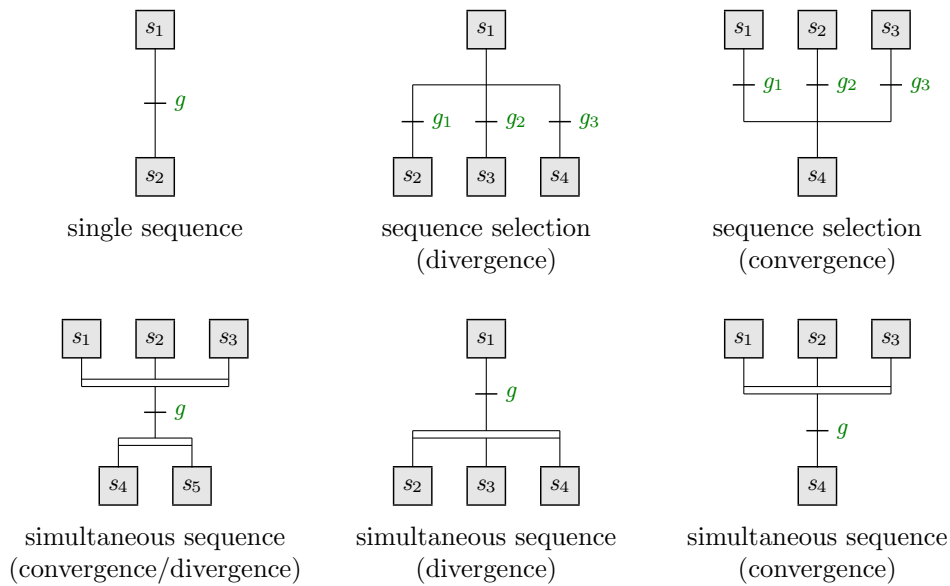 s1
g
s2
single sequence
s1
g1 g2 g3
s2 s3 s4
sequence selection
(divergence)
s1 s2 s3
g1 g2 g3
s4
sequence selection
(convergence)
s1 s2 s3
g
s4 s5
simultaneous sequence
(convergence/divergence)
s1
g
s2 s3 s4
simultaneous sequence
(divergence)
s1 s2 s3
g
s4
simultaneous sequence
(convergence)